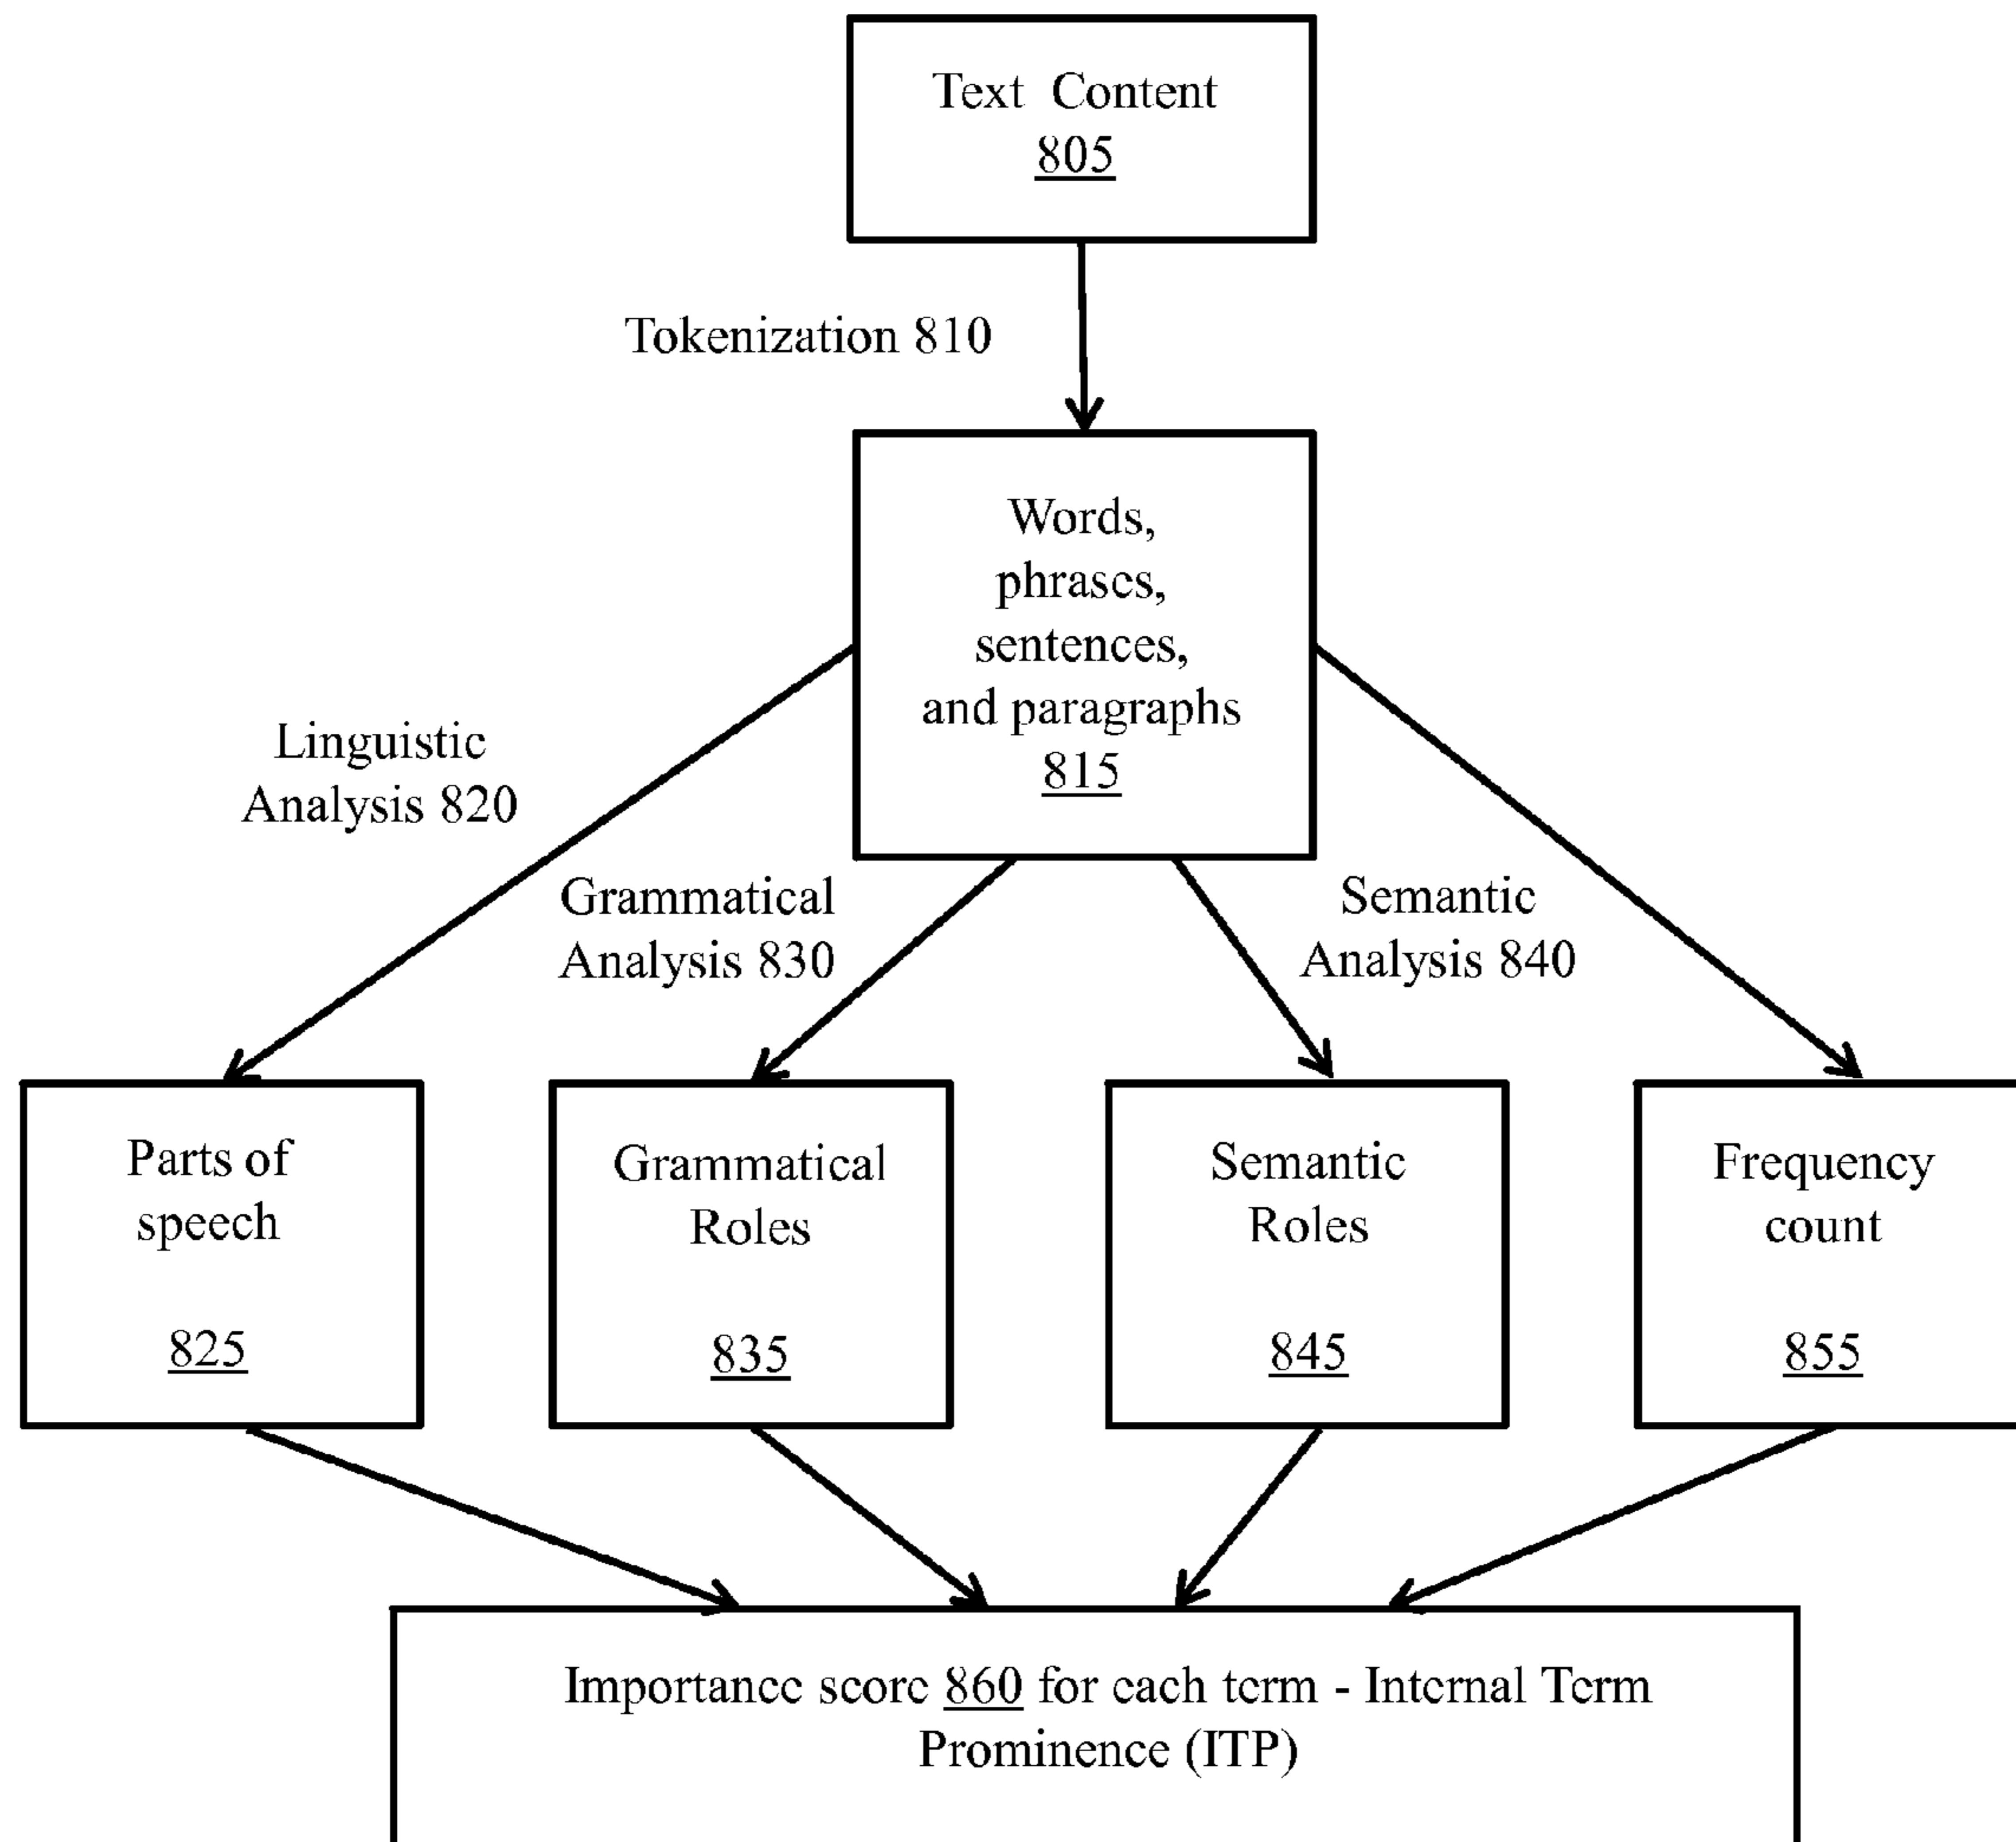 Text Content
805
Tokenization 810
Words,
phrases,
sentences,
and paragraphs
815
Linguistic
Analysis 820
Grammatical
Analysis 830
Semantic
Analysis 840
Parts of
speech
825
Grammatical
Roles
835
Semantic
Roles
845
Frequency
count
855
Importance score 860 for each term - Internal Term
Prominence (ITP)